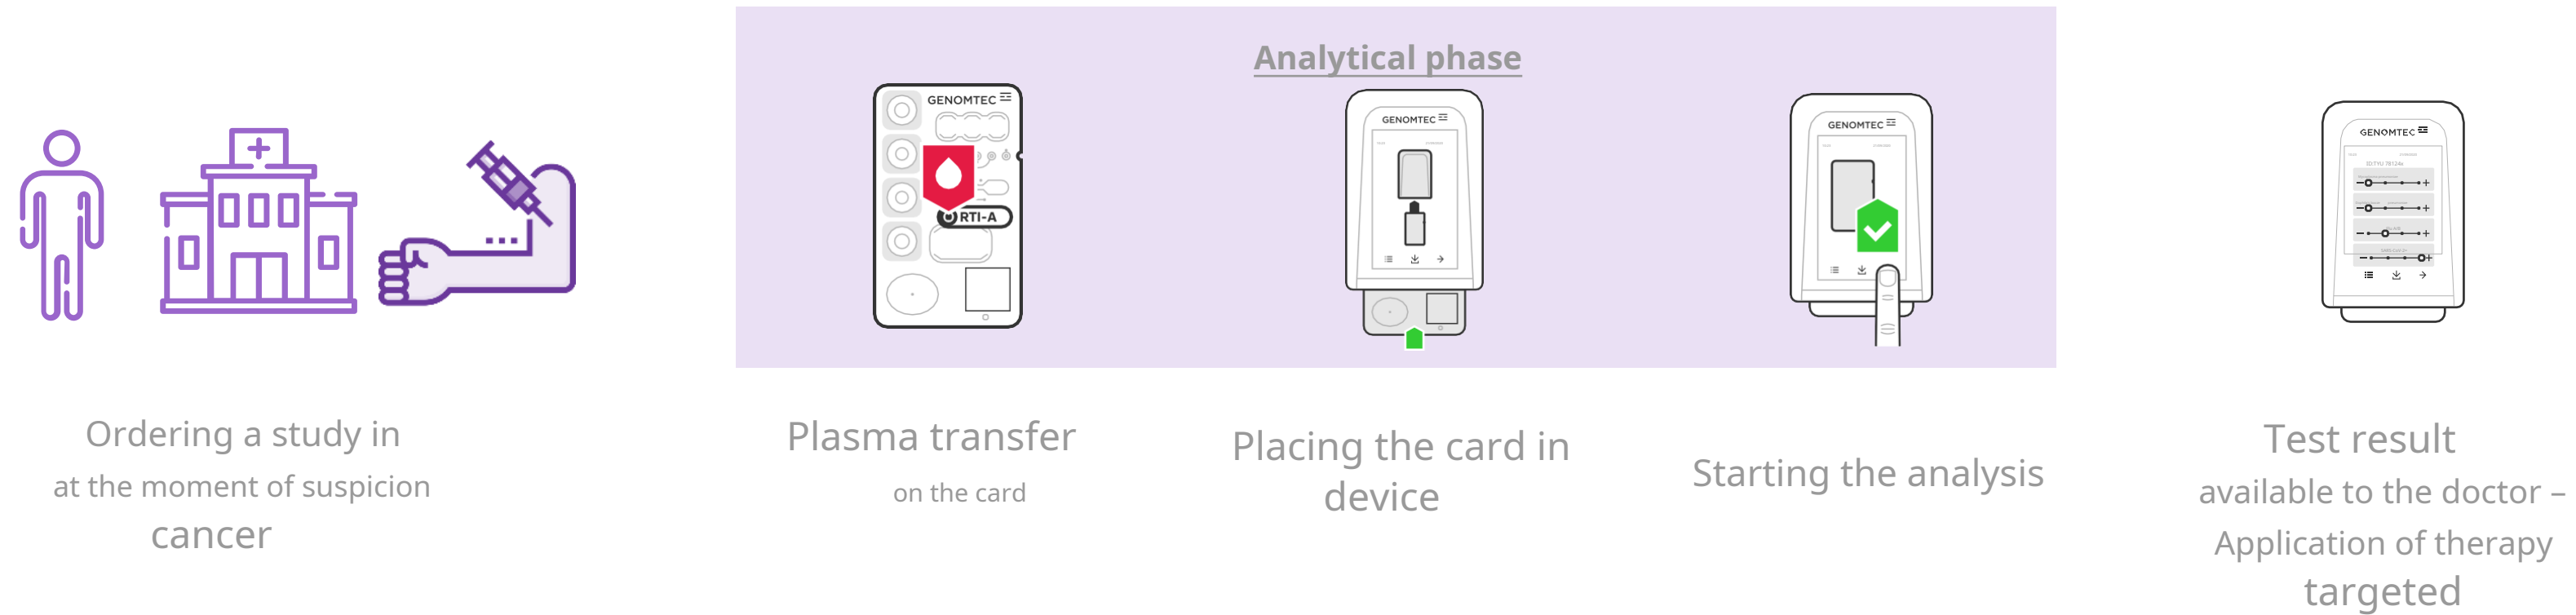 Analytical phase
GENOMTEC
RTI-A
GENOMTEC
GENOMTEC
GENOMTEC
Ordering a study in
at the moment of suspicion
cancer
Plasma transfer
on the card
Placing the card in
device
Starting the analysis
Test result
available to the doctor –
Application of therapy
targeted